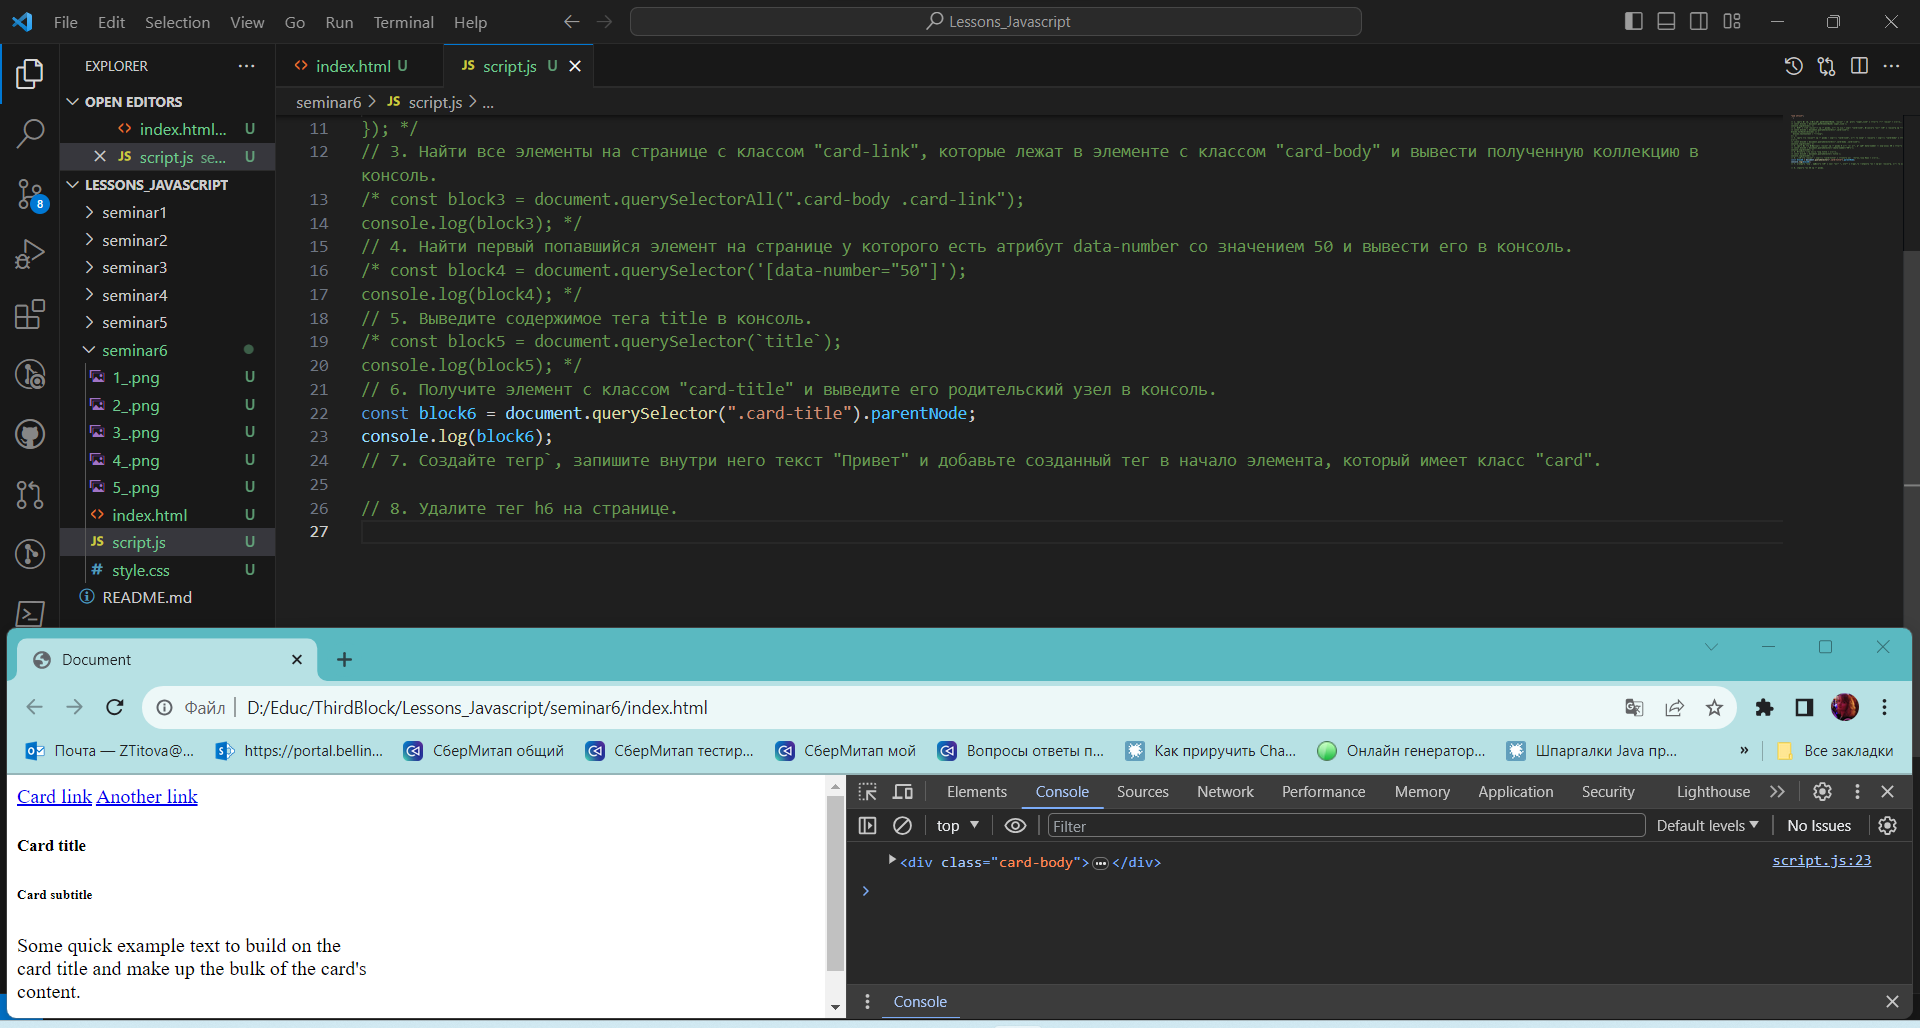 File Edit Selection View Go Run Terminal Help
Lessons_Javascript
EXPLORER
OPEN EDITORS
index.html... U
script.js se... U
LESSONS_JAVASCRIPT
seminar1
seminar2
seminar3
seminar4
seminar5
seminar6
1_.png U
2_.png U
3_.png U
4_.png U
5_.png U
index.html U
script.js U
style.css U
README.md
8
index.html U
JS script.js U
seminar6 > JS script.js > ...
11 }); */
12 // 3. Найти все элементы на странице с классом "card-link", которые лежат в элементе с классом "card-body" и вывести полученную коллекцию в
консоль.
13 /* const block3 = document.querySelectorAll(".card-body .card-link");
14 console.log(block3); */
15 // 4. Найти первый попавшийся элемент на странице у которого есть атрибут data-number со значением 50 и вывести его в консоль.
16 /* const block4 = document.querySelector('[data-number="50"]');
17 console.log(block4); */
18 // 5. Выведите содержимое тега title в консоль.
19 /* const block5 = document.querySelector(`title`);
20 console.log(block5); */
21 // 6. Получите элемент с классом "card-title" и выведите его родительский узел в консоль.
22 const block6 = document.querySelector(".card-title").parentNode;
23 console.log(block6);
24 // 7. Создайте тегp`, запишите внутри него текст "Привет" и добавьте созданный тег в начало элемента, который имеет класс "card".
25
26 // 8. Удалите тег h6 на странице.
27
Document
Файл D:/Educ/ThirdBlock/Lessons_Javascript/seminar6/index.html
Почта — ZTitova@... https://portal.bellin... СберМитап общий СберМитап тестир... СберМитап мой Вопросы ответы п... Как приручить Cha... Онлайн генератор... Шпаргалки Java пр... » Все закладки
Card link Another link
Card title
Card subtitle
Some quick example text to build on the
card title and make up the bulk of the card's
content.
Elements Console Sources Network Performance Memory Application Security Lighthouse
top Filter Default levels No Issues
<div class="card-body">…</div> script.js:23
Console